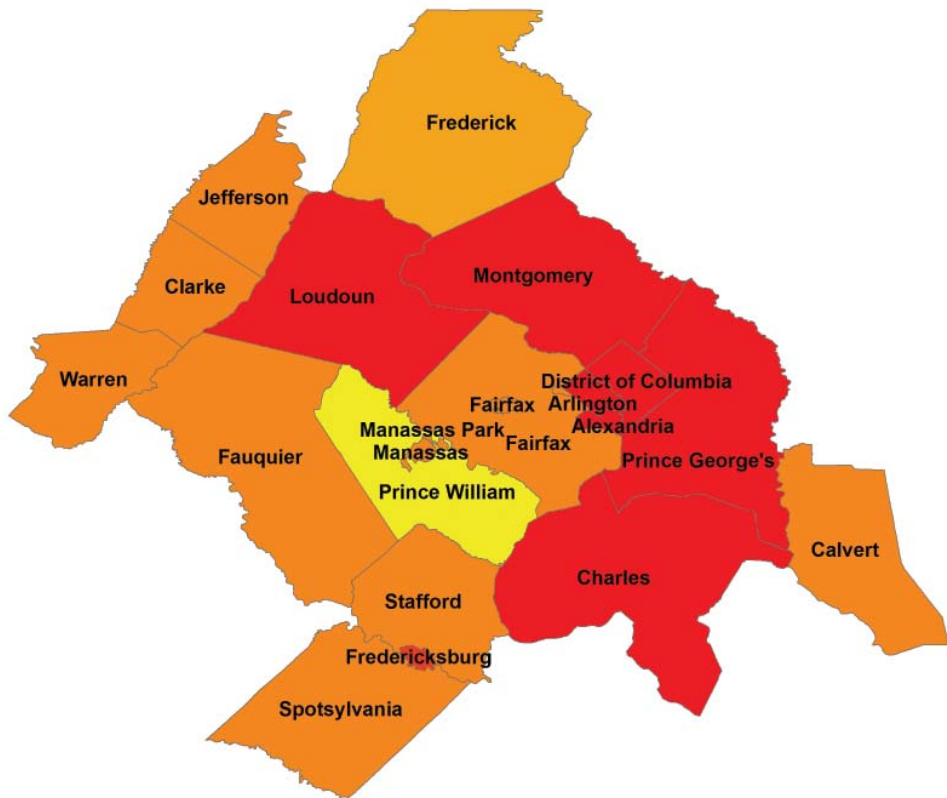 Frederick
Jefferson
Montgomery
Clarke
Loudoun
Warren
District of Columbia
Fairfax
Arlington
Alexandria
Manassas Park
Fairfax
Manassas
Fauquier
Prince George's
Prince William
Calvert
Charles
Stafford
Fredericksburg
Spotsylvania